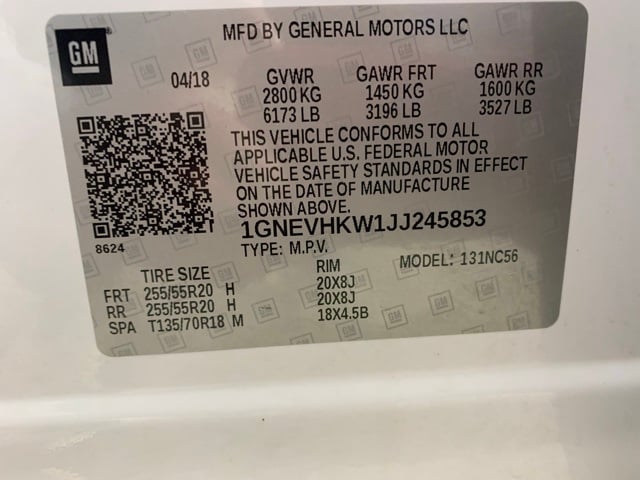 GM
MFD BY GENERAL MOTORS LLC
04/18 GVWR GAWR FRT GAWR RR
2800 KG 1450 KG 1600 KG
6173 LB 3196 LB 3527 LB
THIS VEHICLE CONFORMS TO ALL
APPLICABLE U.S. FEDERAL MOTOR
VEHICLE SAFETY STANDARDS IN EFFECT
ON THE DATE OF MANUFACTURE
SHOWN ABOVE.
8624
1GNEVHKW1JJ245853
TYPE: M.P.V.
MODEL: 131NC56
TIRE SIZE RIM
FRT 255/55R20 H 20X8J
RR 255/55R20 H 20X8J
SPA T135/70R18 M 18X4.5B